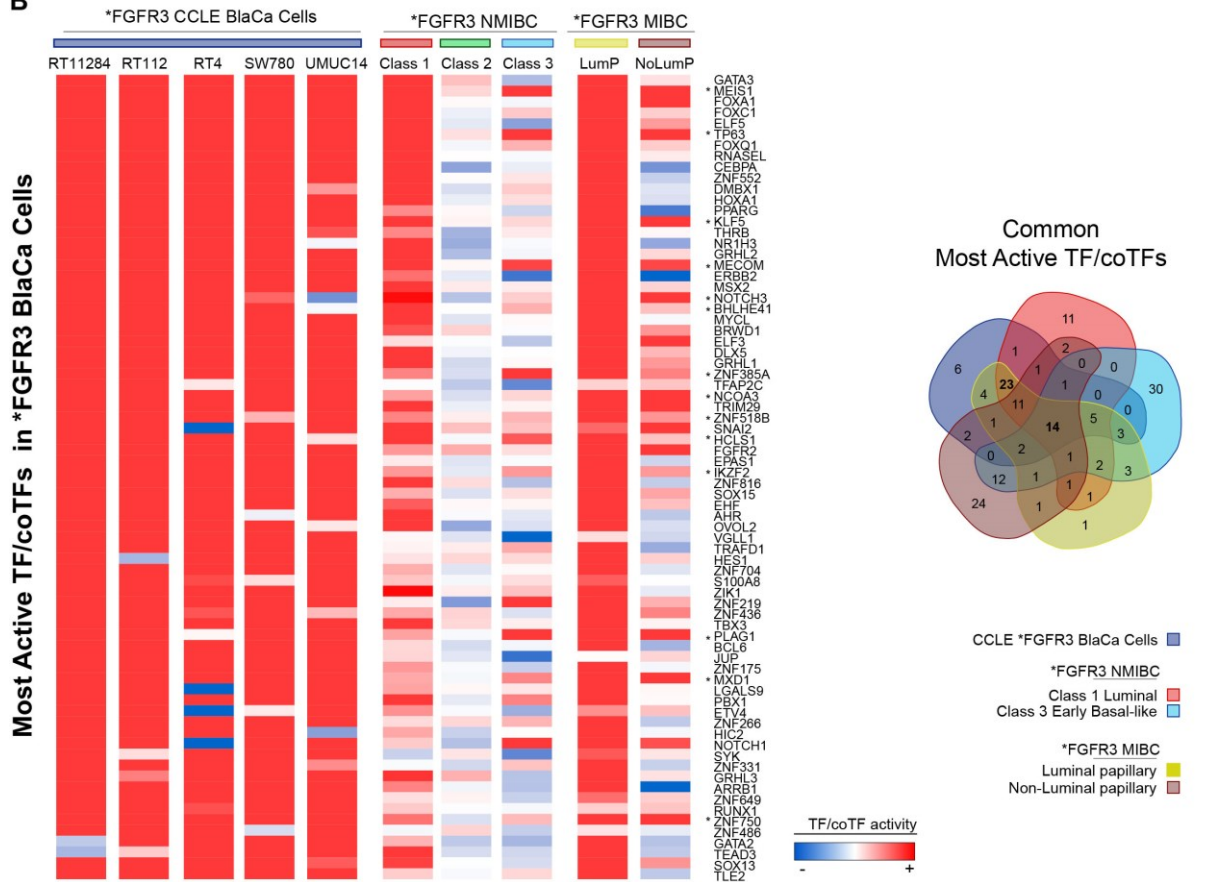 B
*FGFR3 CCLE BlaCa Cells
*FGFR3 NMIBC
*FGFR3 MIBC
RT11284 RT112 RT4 SW780 UMUC14 Class 1 Class 2 Class 3 LumP NoLumP
Most Active TF/coTFs in *FGFR3 BlaCa Cells
GATA3
* MEIS1
FOXA1
FOXC1
ELF5
* TP63
FOXQ1
RNASEL
CEBPA
ZNF552
DMBX1
HOXA1
PPARG
* KLF5
THRB
NR1H3
GRHL2
* MECOM
ERBB2
MSX2
* NOTCH3
* BHLHE41
MYCL
BRWD1
ELF3
DLX5
GRHL1
* ZNF385A
TFAP2C
* NCOA3
TRIM29
* ZNF518B
SNAI2
* HCLS1
FGFR2
EPAS1
* IKZF2
ZNF816
SOX15
EHF
AHR
OVOL2
VGLL1
TRAFD1
HES1
ZNF704
S100A8
ZIK1
ZNF219
ZNF436
TBX3
* PLAG1
BCL6
JUP
ZNF175
* MXD1
LGALS9
PBX1
ETV4
ZNF266
HIC2
NOTCH1
SYK
ZNF331
GRHL3
ARRB1
ZNF649
RUNX1
* ZNF750
ZNF486
GATA2
TEAD3
SOX13
TLE2
Common
Most Active TF/coTFs
11
1 2 0 0
6 1 30
23 1 0
4 11 0
1 14 5 3
2
0 2 1 2 3
12 1 1 1
24 1
1
CCLE *FGFR3 BlaCa Cells
*FGFR3 NMIBC
Class 1 Luminal
Class 3 Early Basal-like
*FGFR3 MIBC
Luminal papillary
Non-Luminal papillary
TF/coTF activity
- +